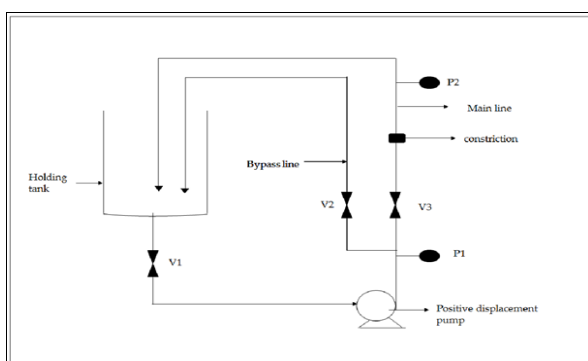 P2
Main line
constriction
Bypass line
Holding
tank
V2
V3
V1
P1
Positive displacement
pump